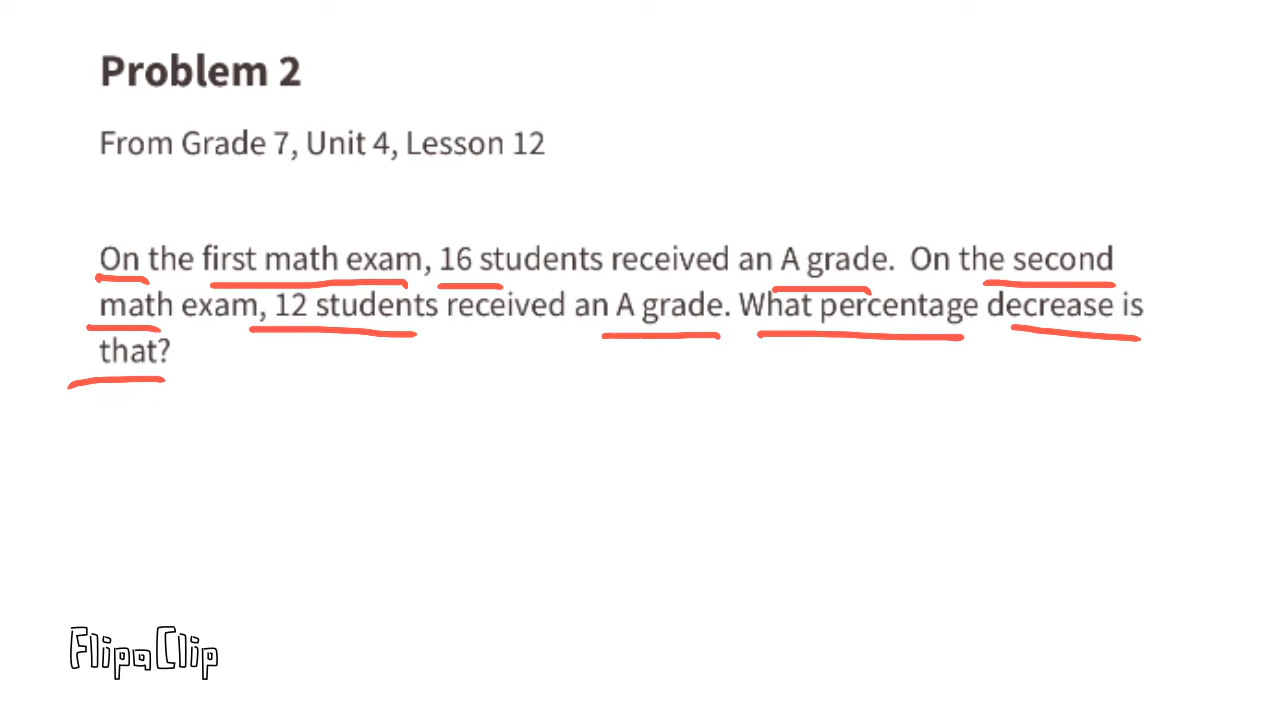 Problem 2
From Grade 7, Unit 4, Lesson 12
On the first math exam, 16 students received an A grade.  On the second
math exam, 12 students received an A grade. What percentage decrease is
that?
FlipaClip